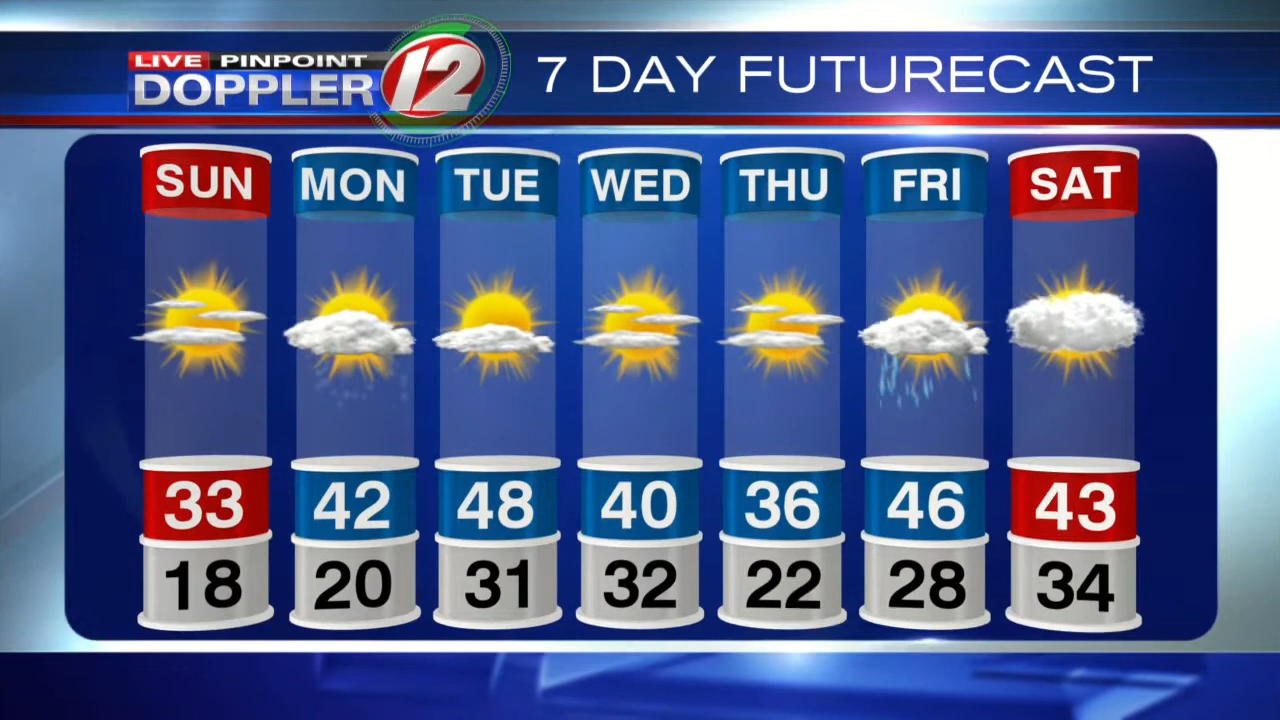 LIVE PINPOINT
DOPPLER 12
7 DAY FUTURECAST
SUN MON TUE WED THU FRI SAT
33 42 48 40 36 46 43
18 20 31 32 22 28 34